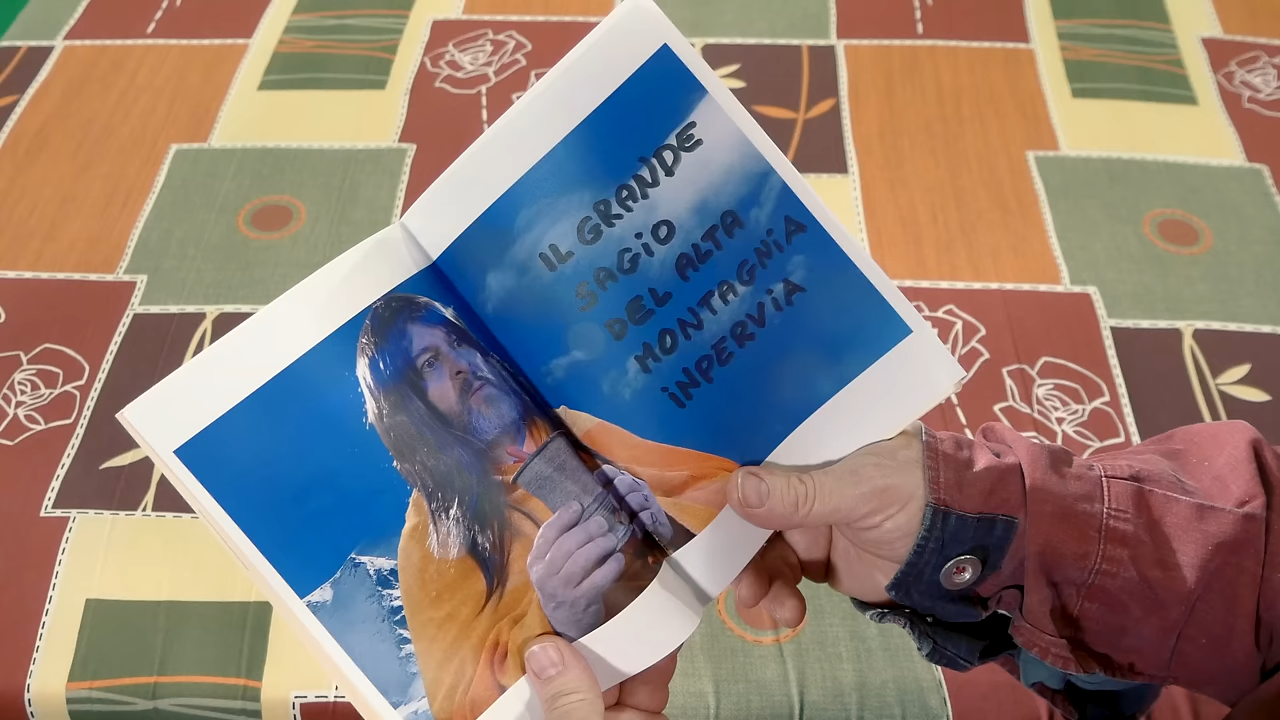 IL GRANDE
SAGiO
DEL ALTA
MONTAGNiA
iNPERViA